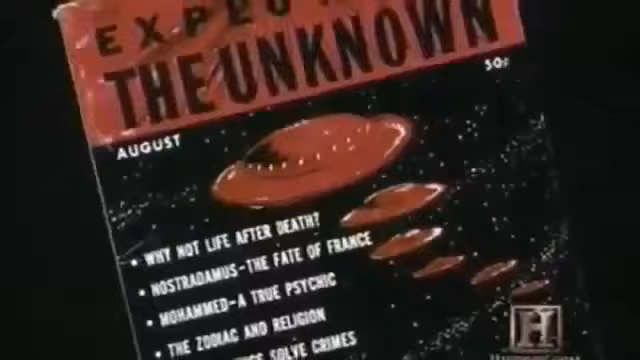 THE UNKNOWN
50¢
AUGUST
• WHY NOT LIFE AFTER DEATH?
• NOSTRADAMUS-THE FATE OF FRANCE
• MOHAMMED-A TRUE PSYCHIC
• THE ZODIAC AND RELIGION
SOLVE CRIMES
H